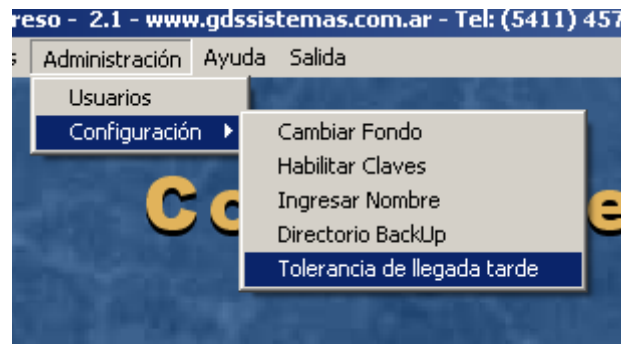 reso - 2.1 - www.gdssistemas.com.ar - Tel: (5411) 457
s Administración Ayuda Salida
Usuarios
Configuración
Cambiar Fondo
Habilitar Claves
Ingresar Nombre
Directorio BackUp
Tolerancia de llegada tarde
Co e